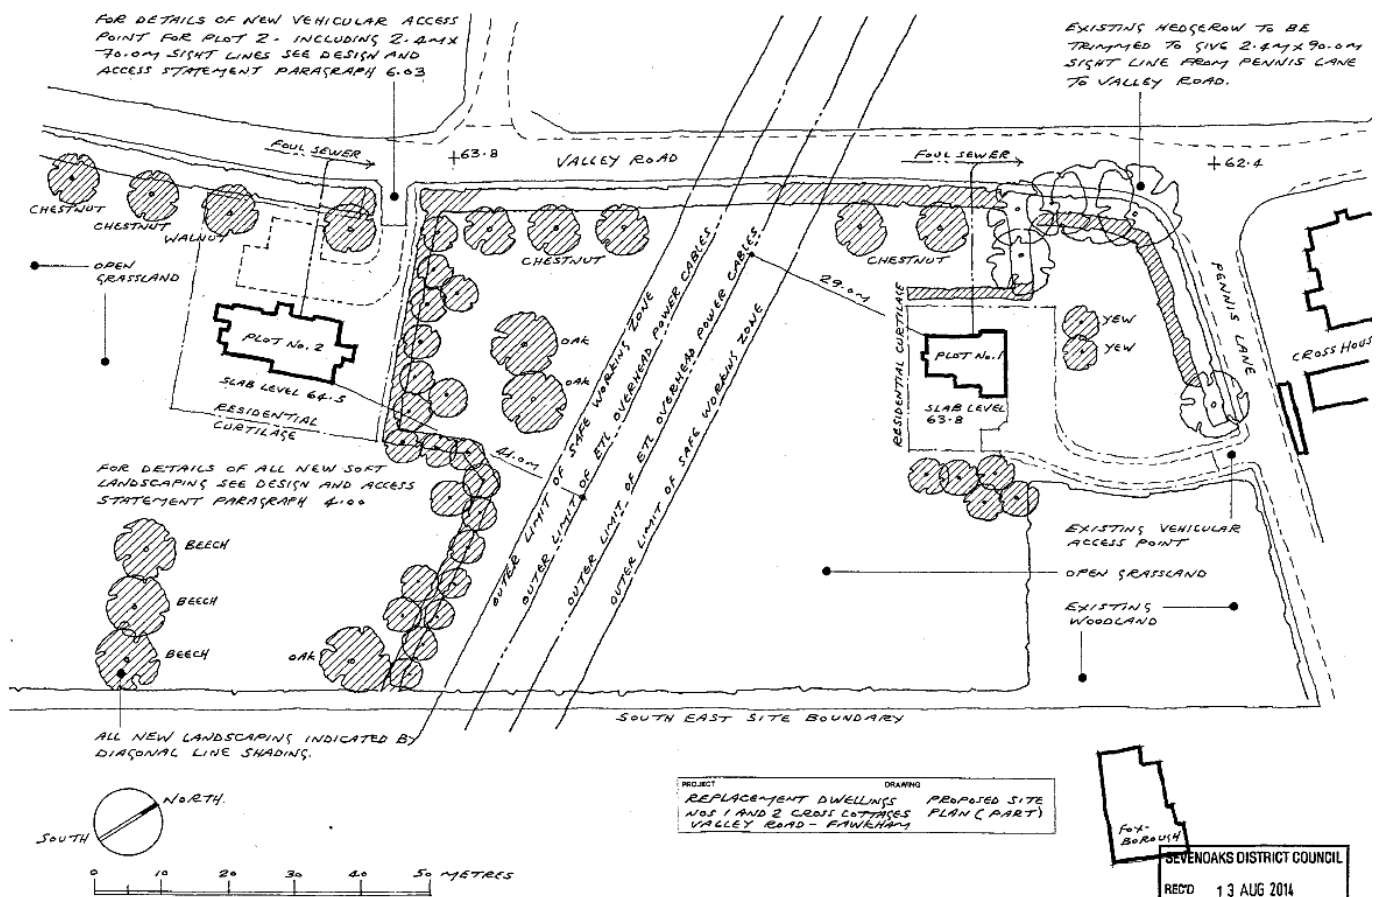 FOR DETAILS OF NEW VEHICULAR ACCESS
POINT FOR PLOT 2 - INCLUDING 2.4M X
70.0M SIGHT LINES SEE DESIGN AND
ACCESS STATEMENT PARAGRAPH 6.03
EXISTING HEDGEROW TO BE
TRIMMED TO GIVE 2.4M X 90.0M
SIGHT LINE FROM PENNIS LANE
TO VALLEY ROAD.
FOUL SEWER
63.8
VALLEY ROAD
FOUL SEWER
62.4
CHESTNUT
CHESTNUT
WALNUT
OPEN
GRASSLAND
CHESTNUT
CHESTNUT
PENNIS LANE
29.0M
RESIDENTIAL CURTILAGE
YEW
YEW
OAK
OAK
PLOT No. 2
SLAB LEVEL 64.5
RESIDENTIAL
CURTILAGE
PLOT No. 1
SLAB LEVEL
63.8
CROSS HOUS
41.0M
OUTER LIMIT OF SAFE WORKING ZONE
OUTER LIMIT OF ETL OVERHEAD POWER CABLES
OUTER LIMIT OF ETL OVERHEAD POWER CABLES
OUTER LIMIT OF SAFE WORKING ZONE
FOR DETAILS OF ALL NEW SOFT
LANDSCAPING SEE DESIGN AND ACCESS
STATEMENT PARAGRAPH 4.00
BEECH
BEECH
BEECH
OAK
EXISTING VEHICULAR
ACCESS POINT
OPEN GRASSLAND
EXISTING
WOODLAND
SOUTH EAST SITE BOUNDARY
ALL NEW LANDSCAPING INDICATED BY
DIAGONAL LINE SHADING.
NORTH.
SOUTH
0 10 20 30 40 50 METRES
PROJECT DRAWING
REPLACEMENT DWELLINGS PROPOSED SITE
NOS 1 AND 2 CROSS COTTAGES PLAN (PART)
VALLEY ROAD - FAWKHAM
FOX-
BOROUGH
SEVENOAKS DISTRICT COUNCIL
REC'D 13 AUG 2014